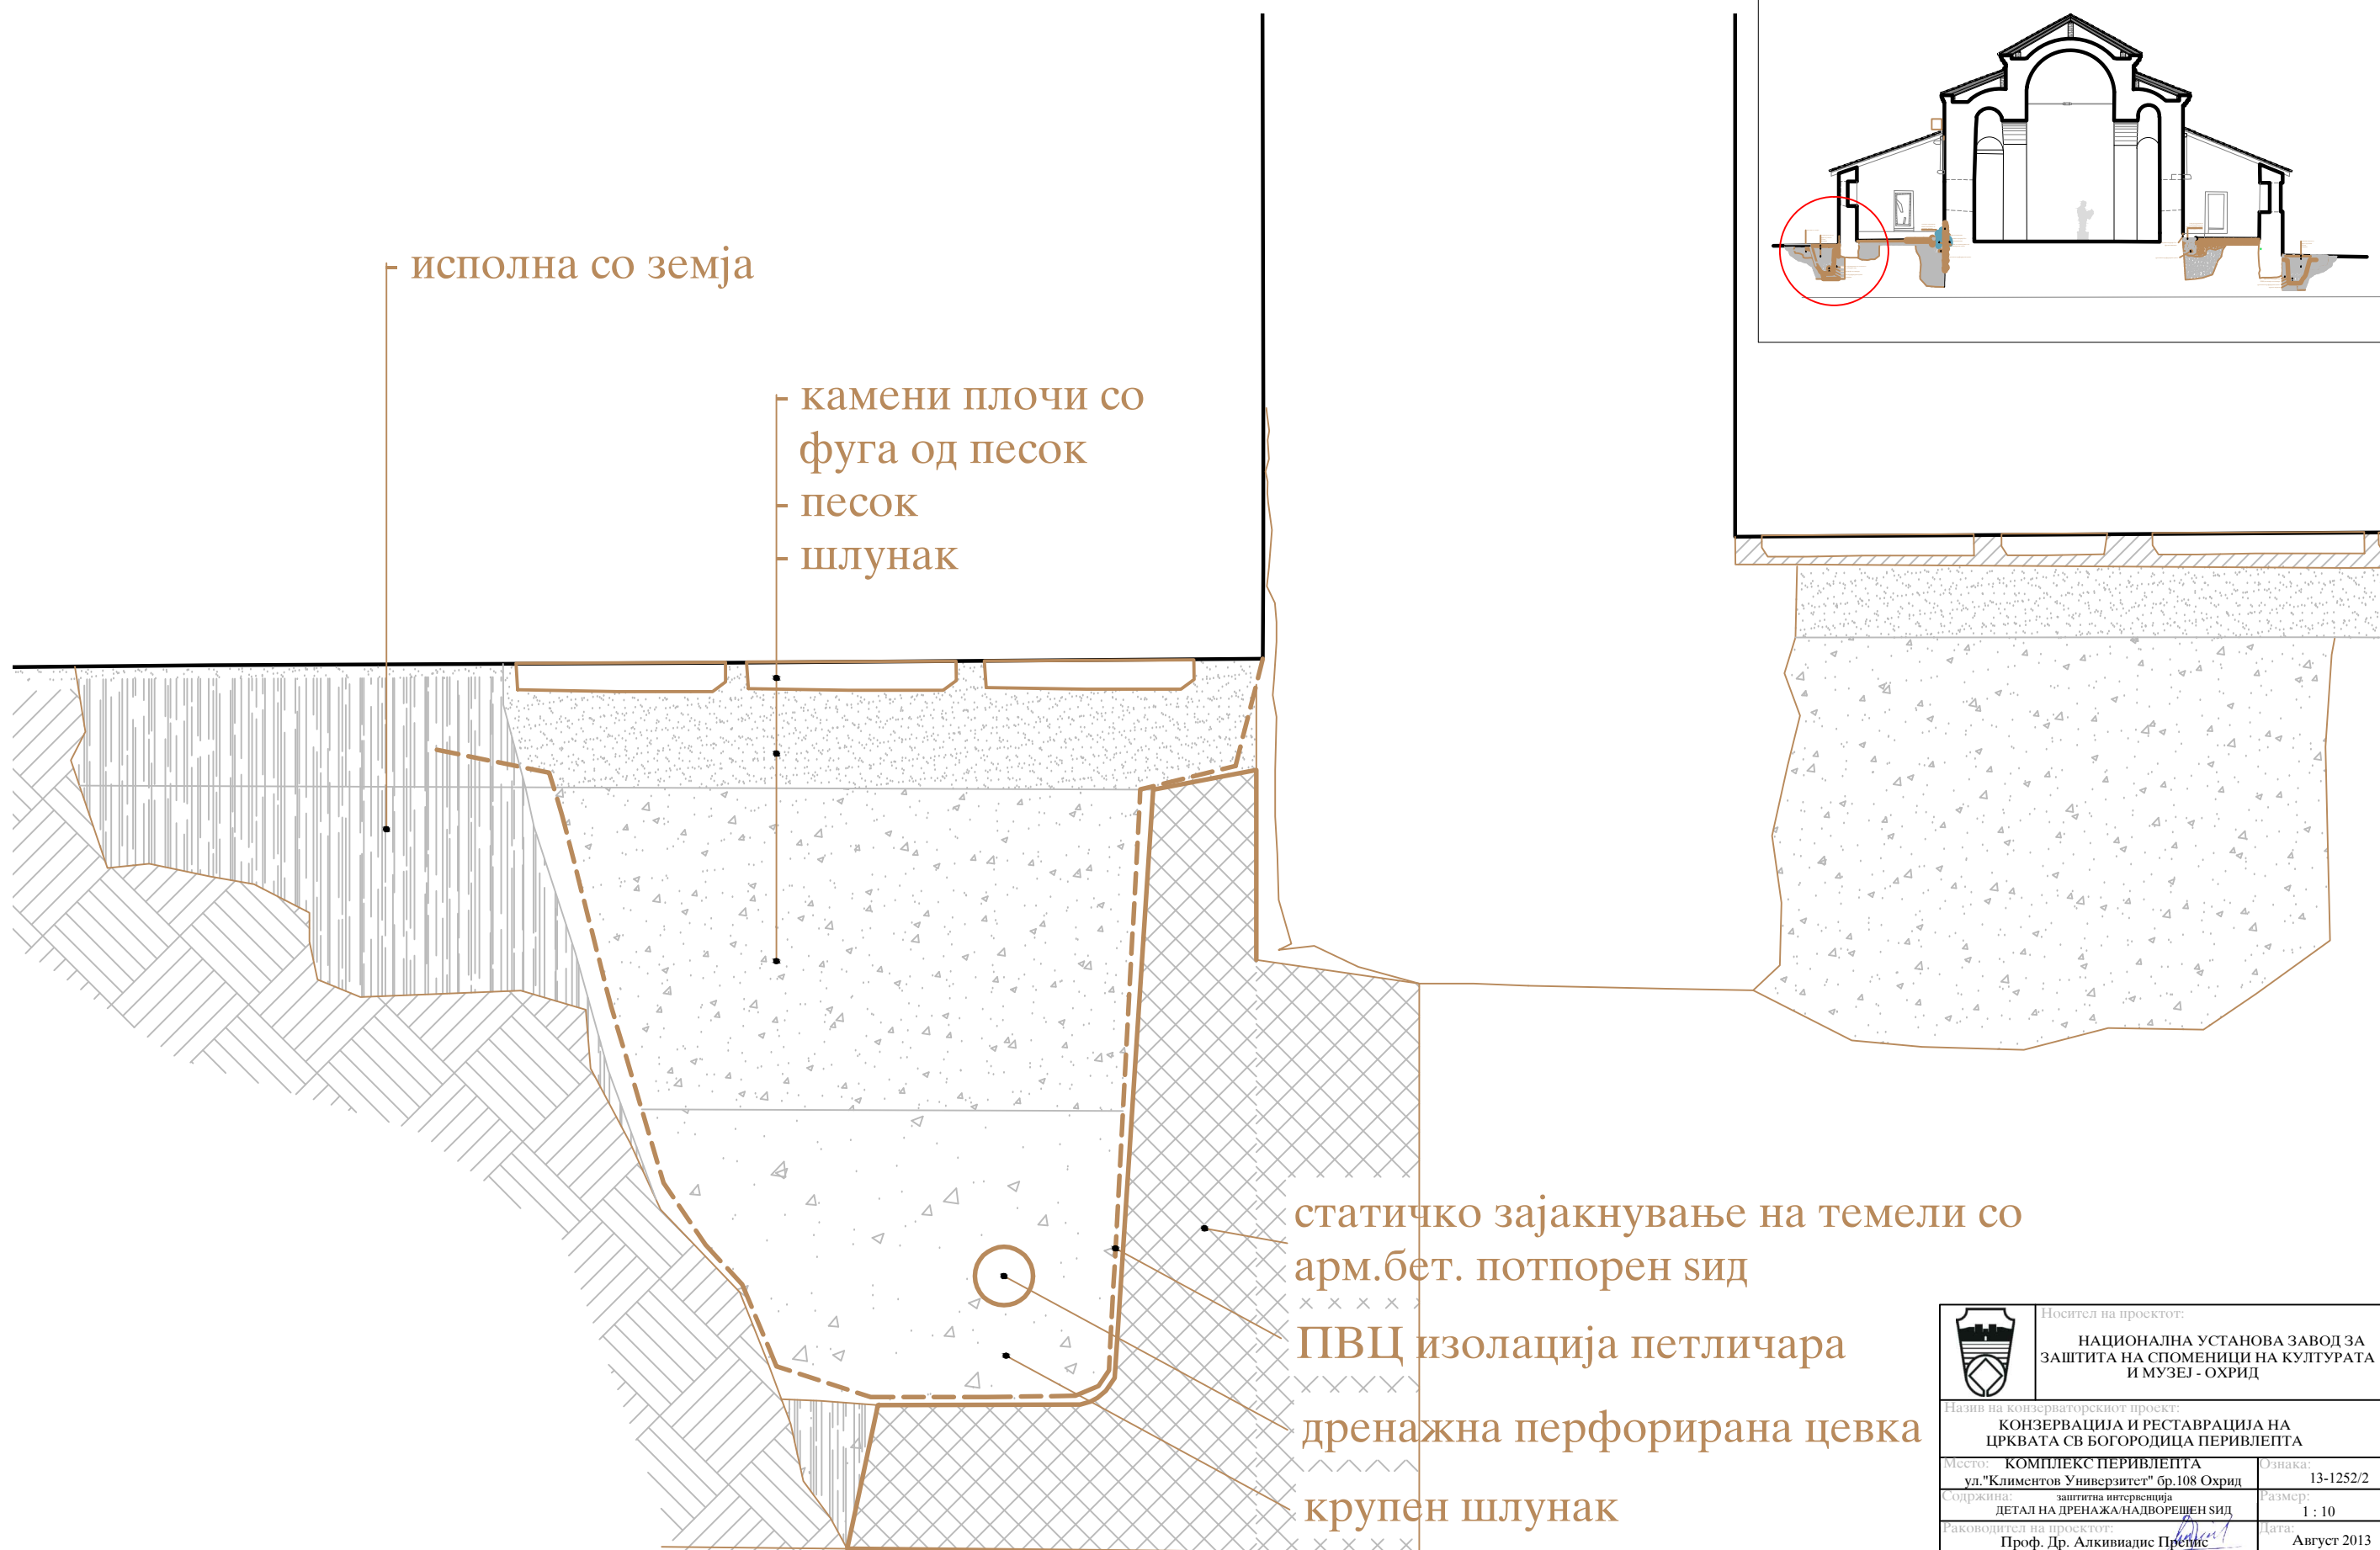 исполна со земја
камени плочи со
фуга од песок
песок
шлунак
статичко зајакнување на темели со
арм.бет. потпорен ѕид
ПВЦ изолација петличара
дренажна перфорирана цевка
крупен шлунак
Носител на проектот:
НАЦИОНАЛНА УСТАНОВА ЗАВОД ЗА
ЗАШТИТА НА СПОМЕНИЦИ НА КУЛТУРАТА
И МУЗЕЈ - ОХРИД
Назив на конзерваторскиот проект:
КОНЗЕРВАЦИЈА И РЕСТАВРАЦИЈА НА
ЦРКВАТА СВ БОГОРОДИЦА ПЕРИВЛЕПТА
Место: КОМПЛЕКС ПЕРИВЛЕПТА
ул."Климентов Универзитет" бр.108 Охрид
Ознака:
13-1252/2
Содржина: заштитна интервенција
ДЕТАЛ НА ДРЕНАЖА/НАДВОРЕШЕН ЅИД
Размер:
1 : 10
Раководител на проектот:
Проф. Др. Алкивиадис Препис
Дата:
Август 2013